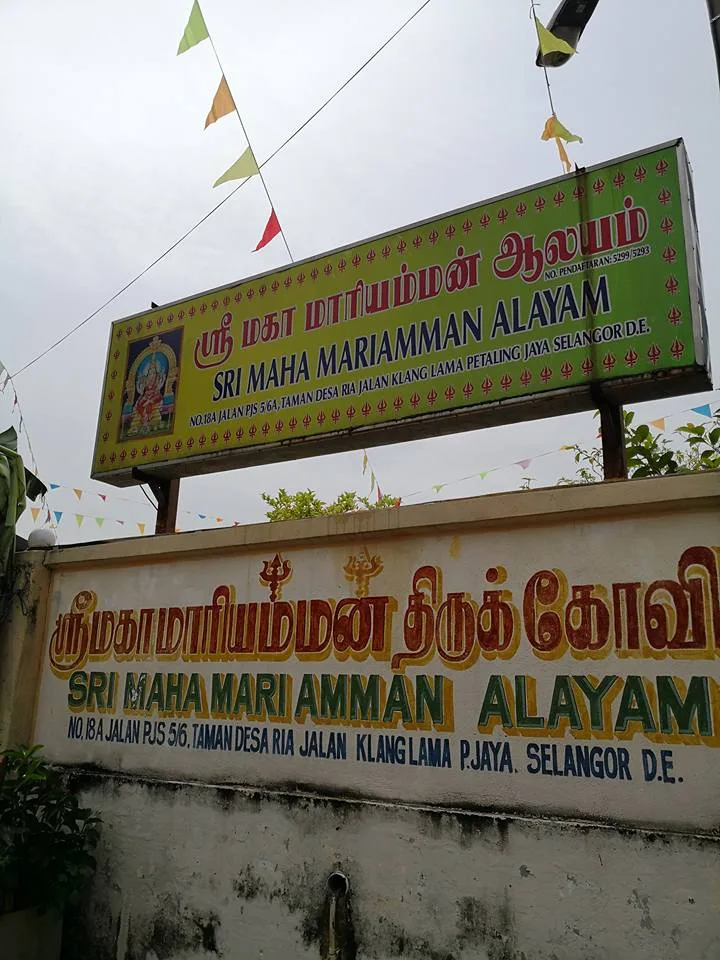 ஸ்ரீ மகா மாரியம்மன் ஆலயம்
NO. PENDAFTARAN: 5299/5293
SRI MAHA MARIAMMAN ALAYAM
NO.18A JALAN PJS 5/6A, TAMAN DESA RIA JALAN KLANG LAMA PETALING JAYA SELANGOR D.E.
ஸ்ரீ மகா மாரியம்மன் திருக் கோவி
SRI MAHA MARI AMMAN ALAYAM
NO. 18 A JALAN PJS 5/6, TAMAN DESA RIA JALAN KLANG LAMA P.JAYA. SELANGOR D.E.